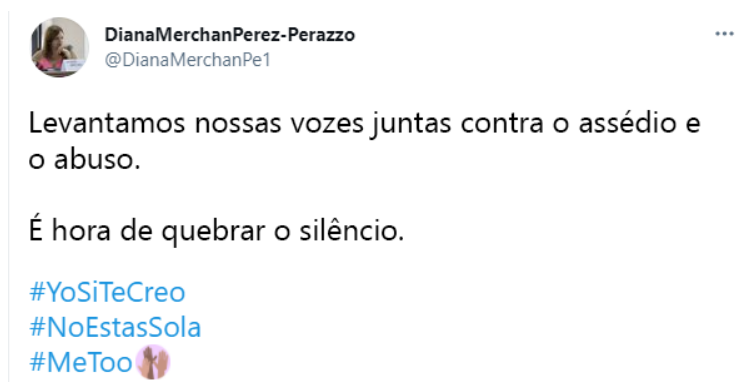 DianaMerchanPerez-Perazzo
@DianaMerchanPe1
Levantamos nossas vozes juntas contra o assédio e
o abuso.
É hora de quebrar o silêncio.
#YoSiTeCreo
#NoEstasSola
#MeToo